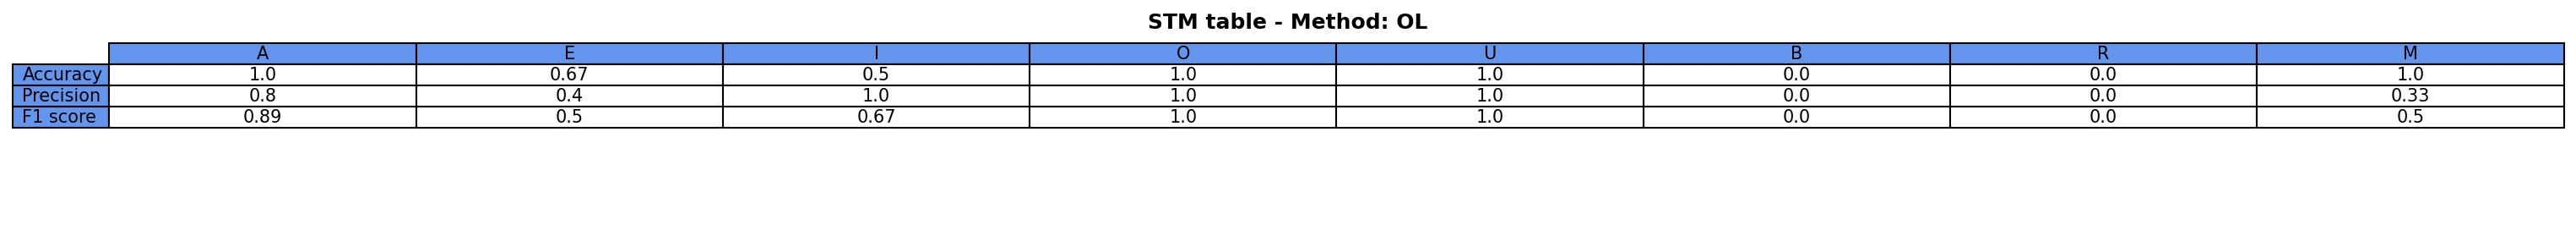 STM table - Method: OL
A E I O U B R M
Accuracy 1.0 0.67 0.5 1.0 1.0 0.0 0.0 1.0
Precision 0.8 0.4 1.0 1.0 1.0 0.0 0.0 0.33
F1 score 0.89 0.5 0.67 1.0 1.0 0.0 0.0 0.5